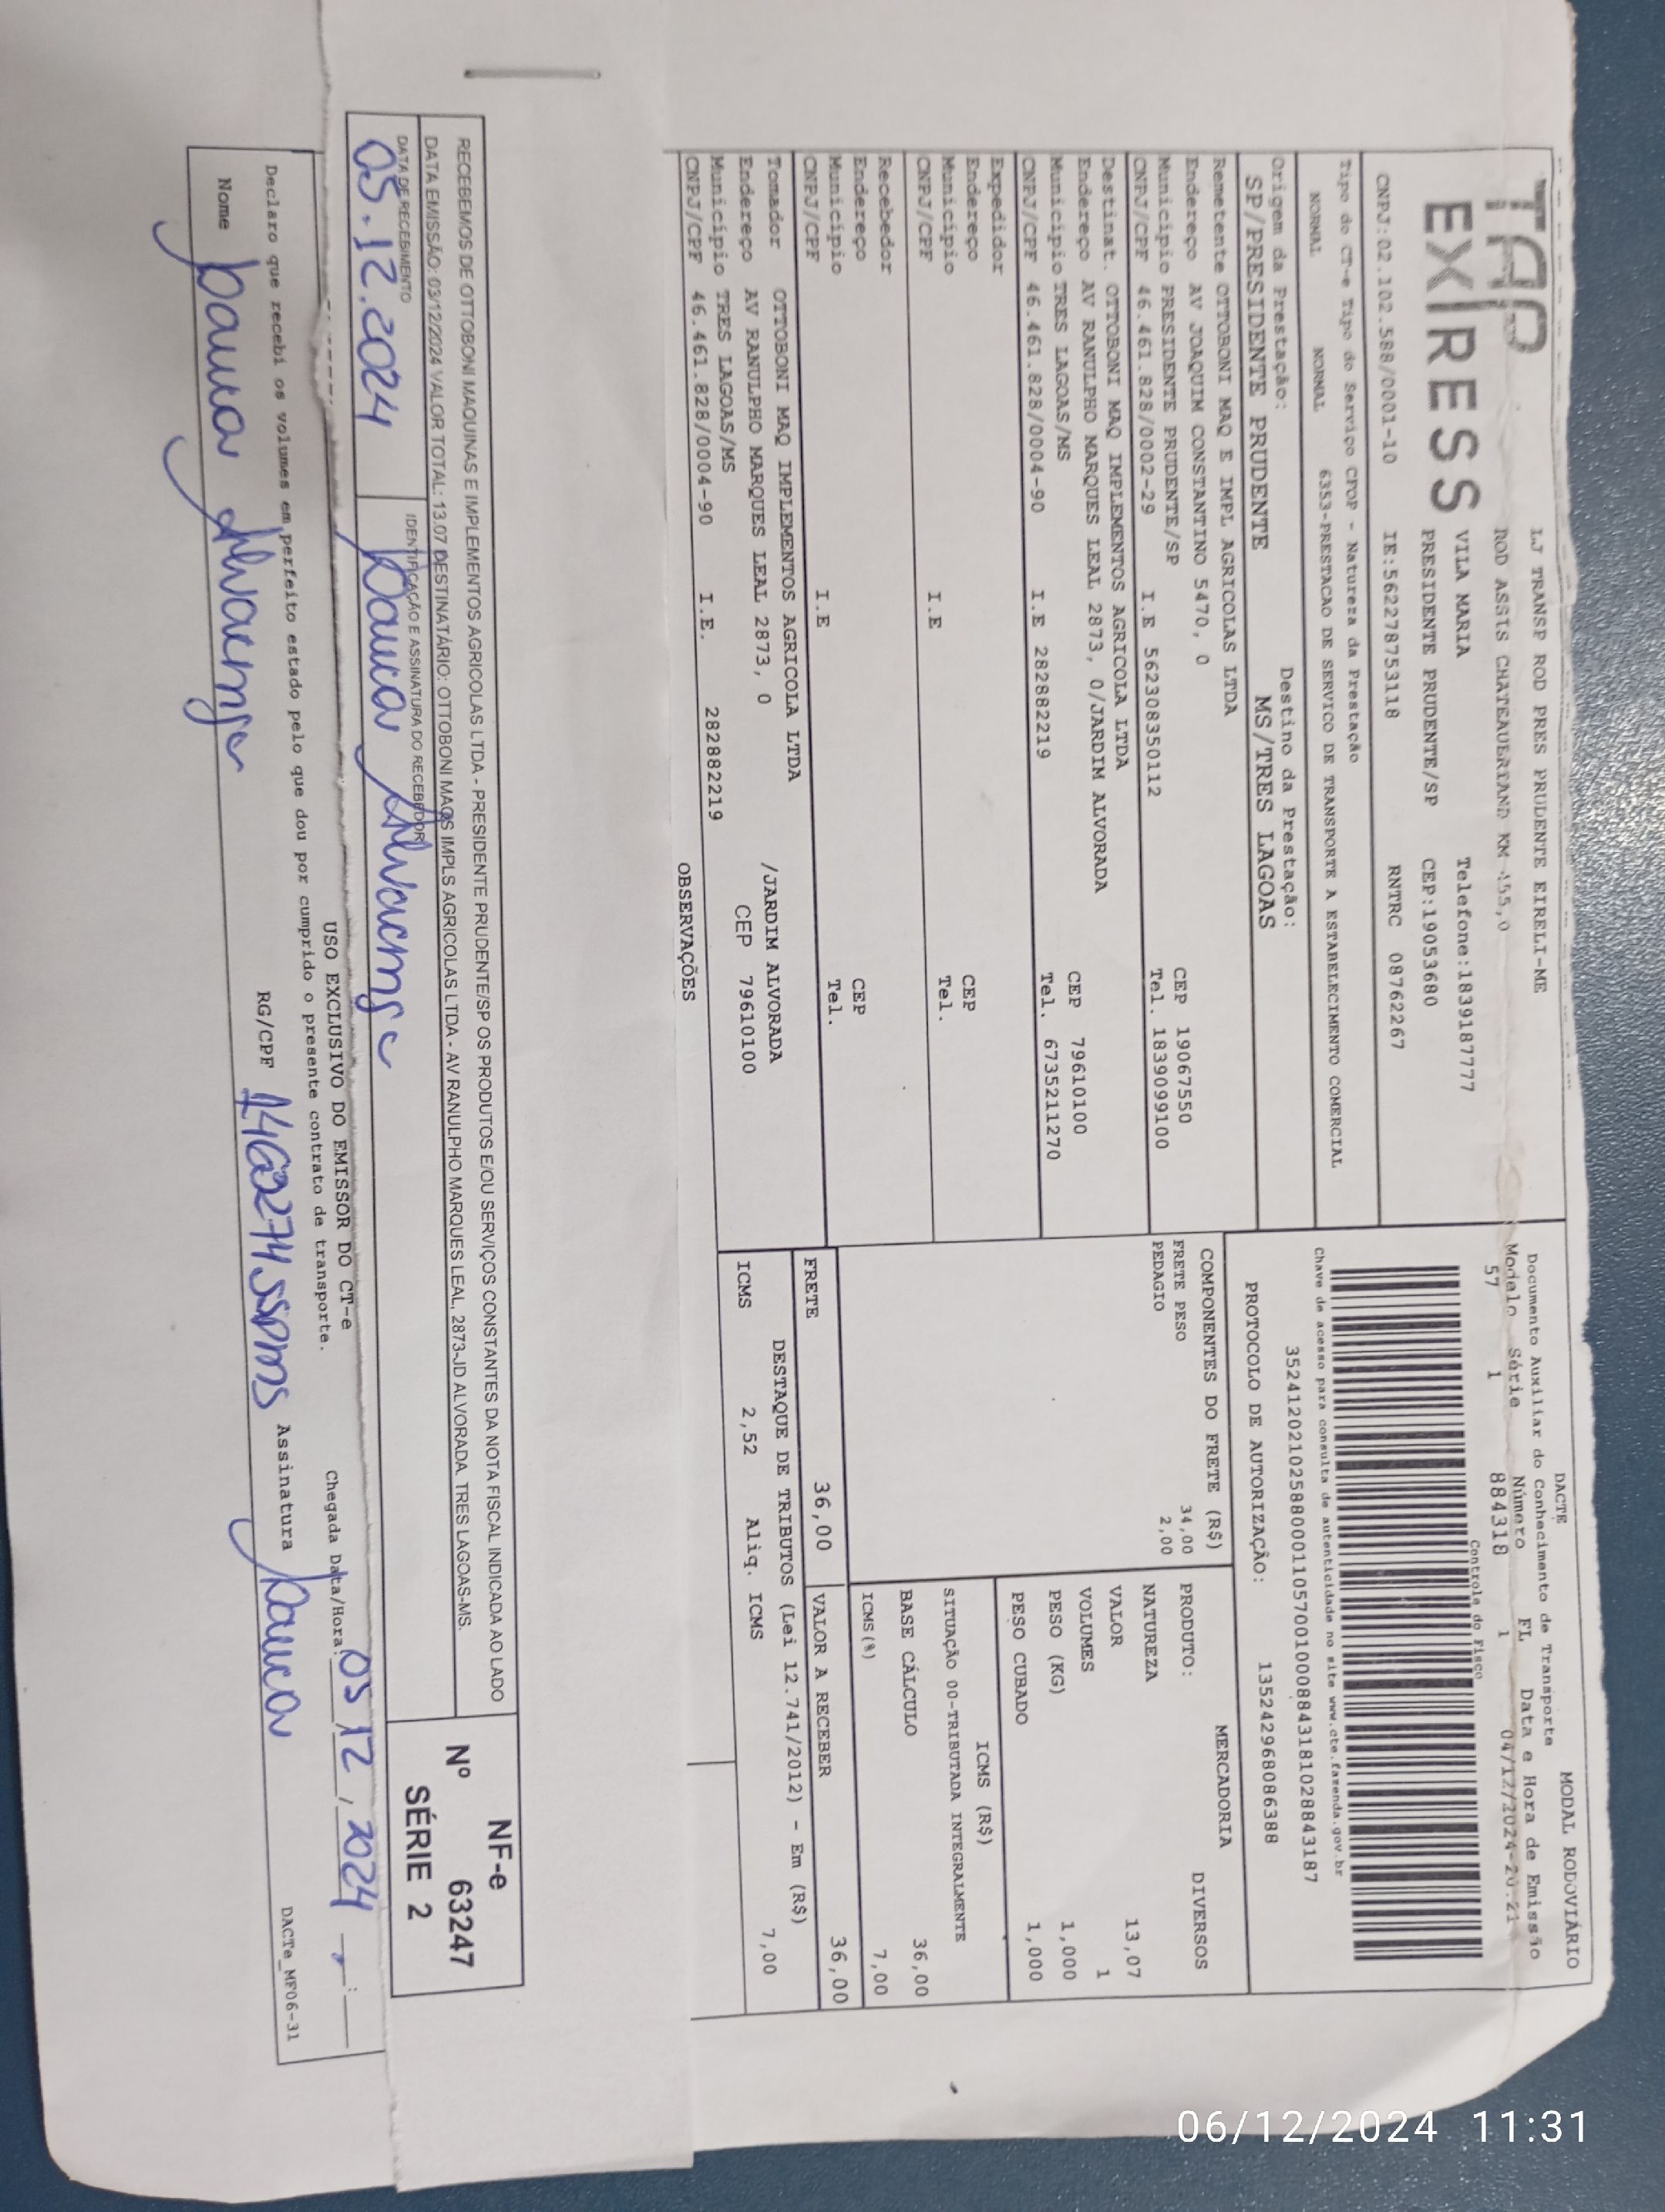 TAP
EXPRESS
LJ TRANSP ROD PRES PRUDENTE EIRELI-ME
ROD ASSIS CHATEAUBRIAND KM 455,0
VILA MARIA Telefone:1839187777
PRESIDENTE PRUDENTE/SP CEP:19053680
CNPJ:02.102.588/0001-10 IE:562278753118 RNTRC 08762267
DACTE MODAL RODOVIÁRIO
Documento Auxiliar do Conhecimento de Transporte
Modelo Série Número FL Data e Hora de Emissão
57 1 884318 1 04/12/2024-20:21
Controle do Fisco
Tipo do CT-e Tipo do Serviço CFOP - Natureza da Prestação
NORMAL NORMAL 6353-PRESTACAO DE SERVICO DE TRANSPORTE A ESTABELECIMENTO COMERCIAL
Chave de acesso para consulta de autenticidade no site www.cte.fazenda.gov.br
35241202102588000110570010008843181028843187
Origem da Prestação: Destino da Prestação:
SP/PRESIDENTE PRUDENTE MS/TRES LAGOAS
PROTOCOLO DE AUTORIZAÇÃO: 135242968086388
Remetente OTTOBONI MAQ E IMPL AGRICOLAS LTDA
Endereço AV JOAQUIM CONSTANTINO 5470, 0 CEP 19067550
Município PRESIDENTE PRUDENTE/SP Tel. 1839099100
CNPJ/CPF 46.461.828/0002-29 I.E 562308350112
Destinat. OTTOBONI MAQ IMPLEMENTOS AGRICOLA LTDA
Endereço AV RANULPHO MARQUES LEAL 2873, 0/JARDIM ALVORADA CEP 79610100
Município TRES LAGOAS/MS Tel. 6735211270
CNPJ/CPF 46.461.828/0004-90 I.E 282882219
Expedidor
Endereço CEP
Município Tel.
CNPJ/CPF I.E
Recebedor
Endereço CEP
Município Tel.
CNPJ/CPF I.E
Tomador OTTOBONI MAQ IMPLEMENTOS AGRICOLA LTDA
Endereço AV RANULPHO MARQUES LEAL 2873, 0 /JARDIM ALVORADA
Município TRES LAGOAS/MS CEP 79610100
CNPJ/CPF 46.461.828/0004-90 I.E. 282882219
OBSERVAÇÕES
COMPONENTES DO FRETE (R$)
FRETE PESO 34,00
PEDAGIO 2,00
MERCADORIA
PRODUTO: DIVERSOS
NATUREZA
VALOR 13,07
VOLUMES 1
PESO (KG) 1,000
PESO CUBADO 1,000
ICMS (R$)
SITUAÇÃO 00-TRIBUTADA INTEGRALMENTE
BASE CÁLCULO 36,00
ICMS(%) 7,00
FRETE 36,00 VALOR A RECEBER 36,00
DESTAQUE DE TRIBUTOS (Lei 12.741/2012) - Em (R$)
ICMS 2,52 Aliq. ICMS 7,00
RECEBEMOS DE OTTOBONI MAQUINAS E IMPLEMENTOS AGRICOLAS LTDA - PRESIDENTE PRUDENTE/SP OS PRODUTOS E/OU SERVIÇOS CONSTANTES DA NOTA FISCAL INDICADA AO LADO
DATA EMISSÃO: 03/12/2024 VALOR TOTAL: 13.07 DESTINATÁRIO: OTTOBONI MAQS IMPLS AGRICOLAS LTDA - AV RANULPHO MARQUES LEAL, 2873-JD ALVORADA. TRES LAGOAS-MS.
DATA DE RECEBIMENTO IDENTIFICAÇÃO E ASSINATURA DO RECEBEDOR
05.12.2024
NF-e
Nº 63247
SÉRIE 2
USO EXCLUSIVO DO EMISSOR DO CT-e Chegada Data/Hora: 05 12 / 2024
Declaro que recebi os volumes em perfeito estado pelo que dou por cumprido o presente contrato de transporte.
Nome RG/CPF Assinatura
DACTe_MF06-31
06/12/2024 11:31